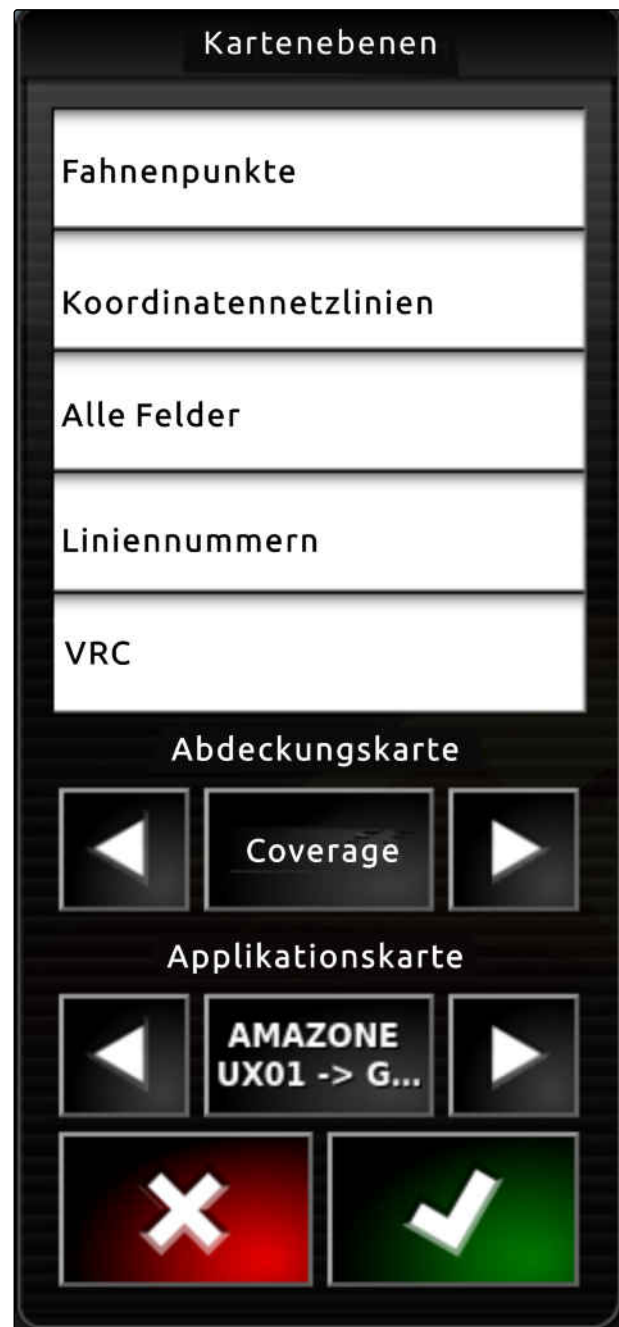 Kartenebenen
Fahnenpunkte
Koordinatennetzlinien
Alle Felder
Liniennummern
VRC
Abdeckungskarte
Coverage
Applikationskarte
AMAZONE
UX01 -> G...